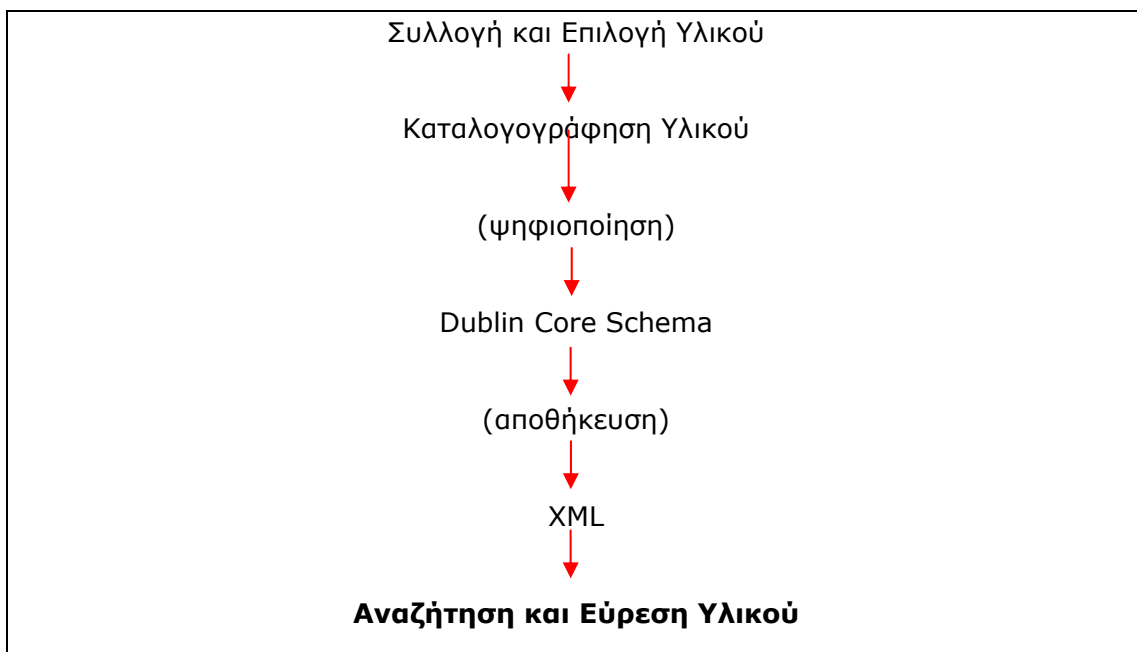 Συλλογή και Επιλογή Υλικού
Καταλογογράφηση Υλικού
(ψηφιοποίηση)
Dublin Core Schema
(αποθήκευση)
XML
Αναζήτηση και Εύρεση Υλικού